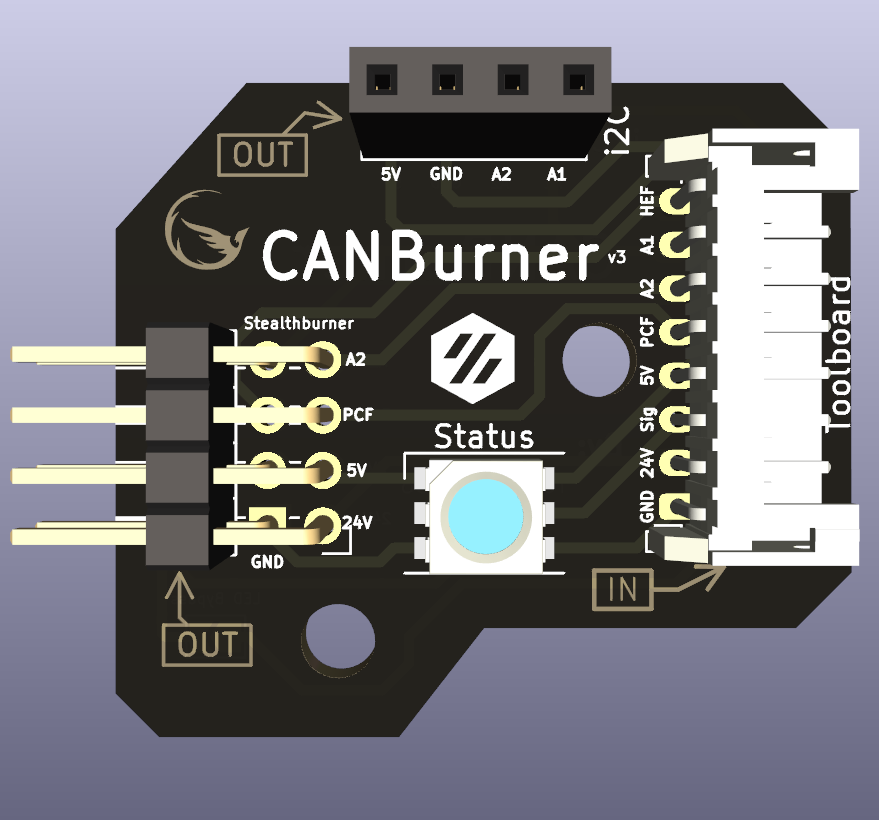 OUT
i2C
5V GND A2 A1
CANBurner v3
Stealthburner
A2
PCF
5V
24V
GND
Status
HEF
A1
A2
PCF
5V
Sig
24V
GND
Toolboard
IN
OUT